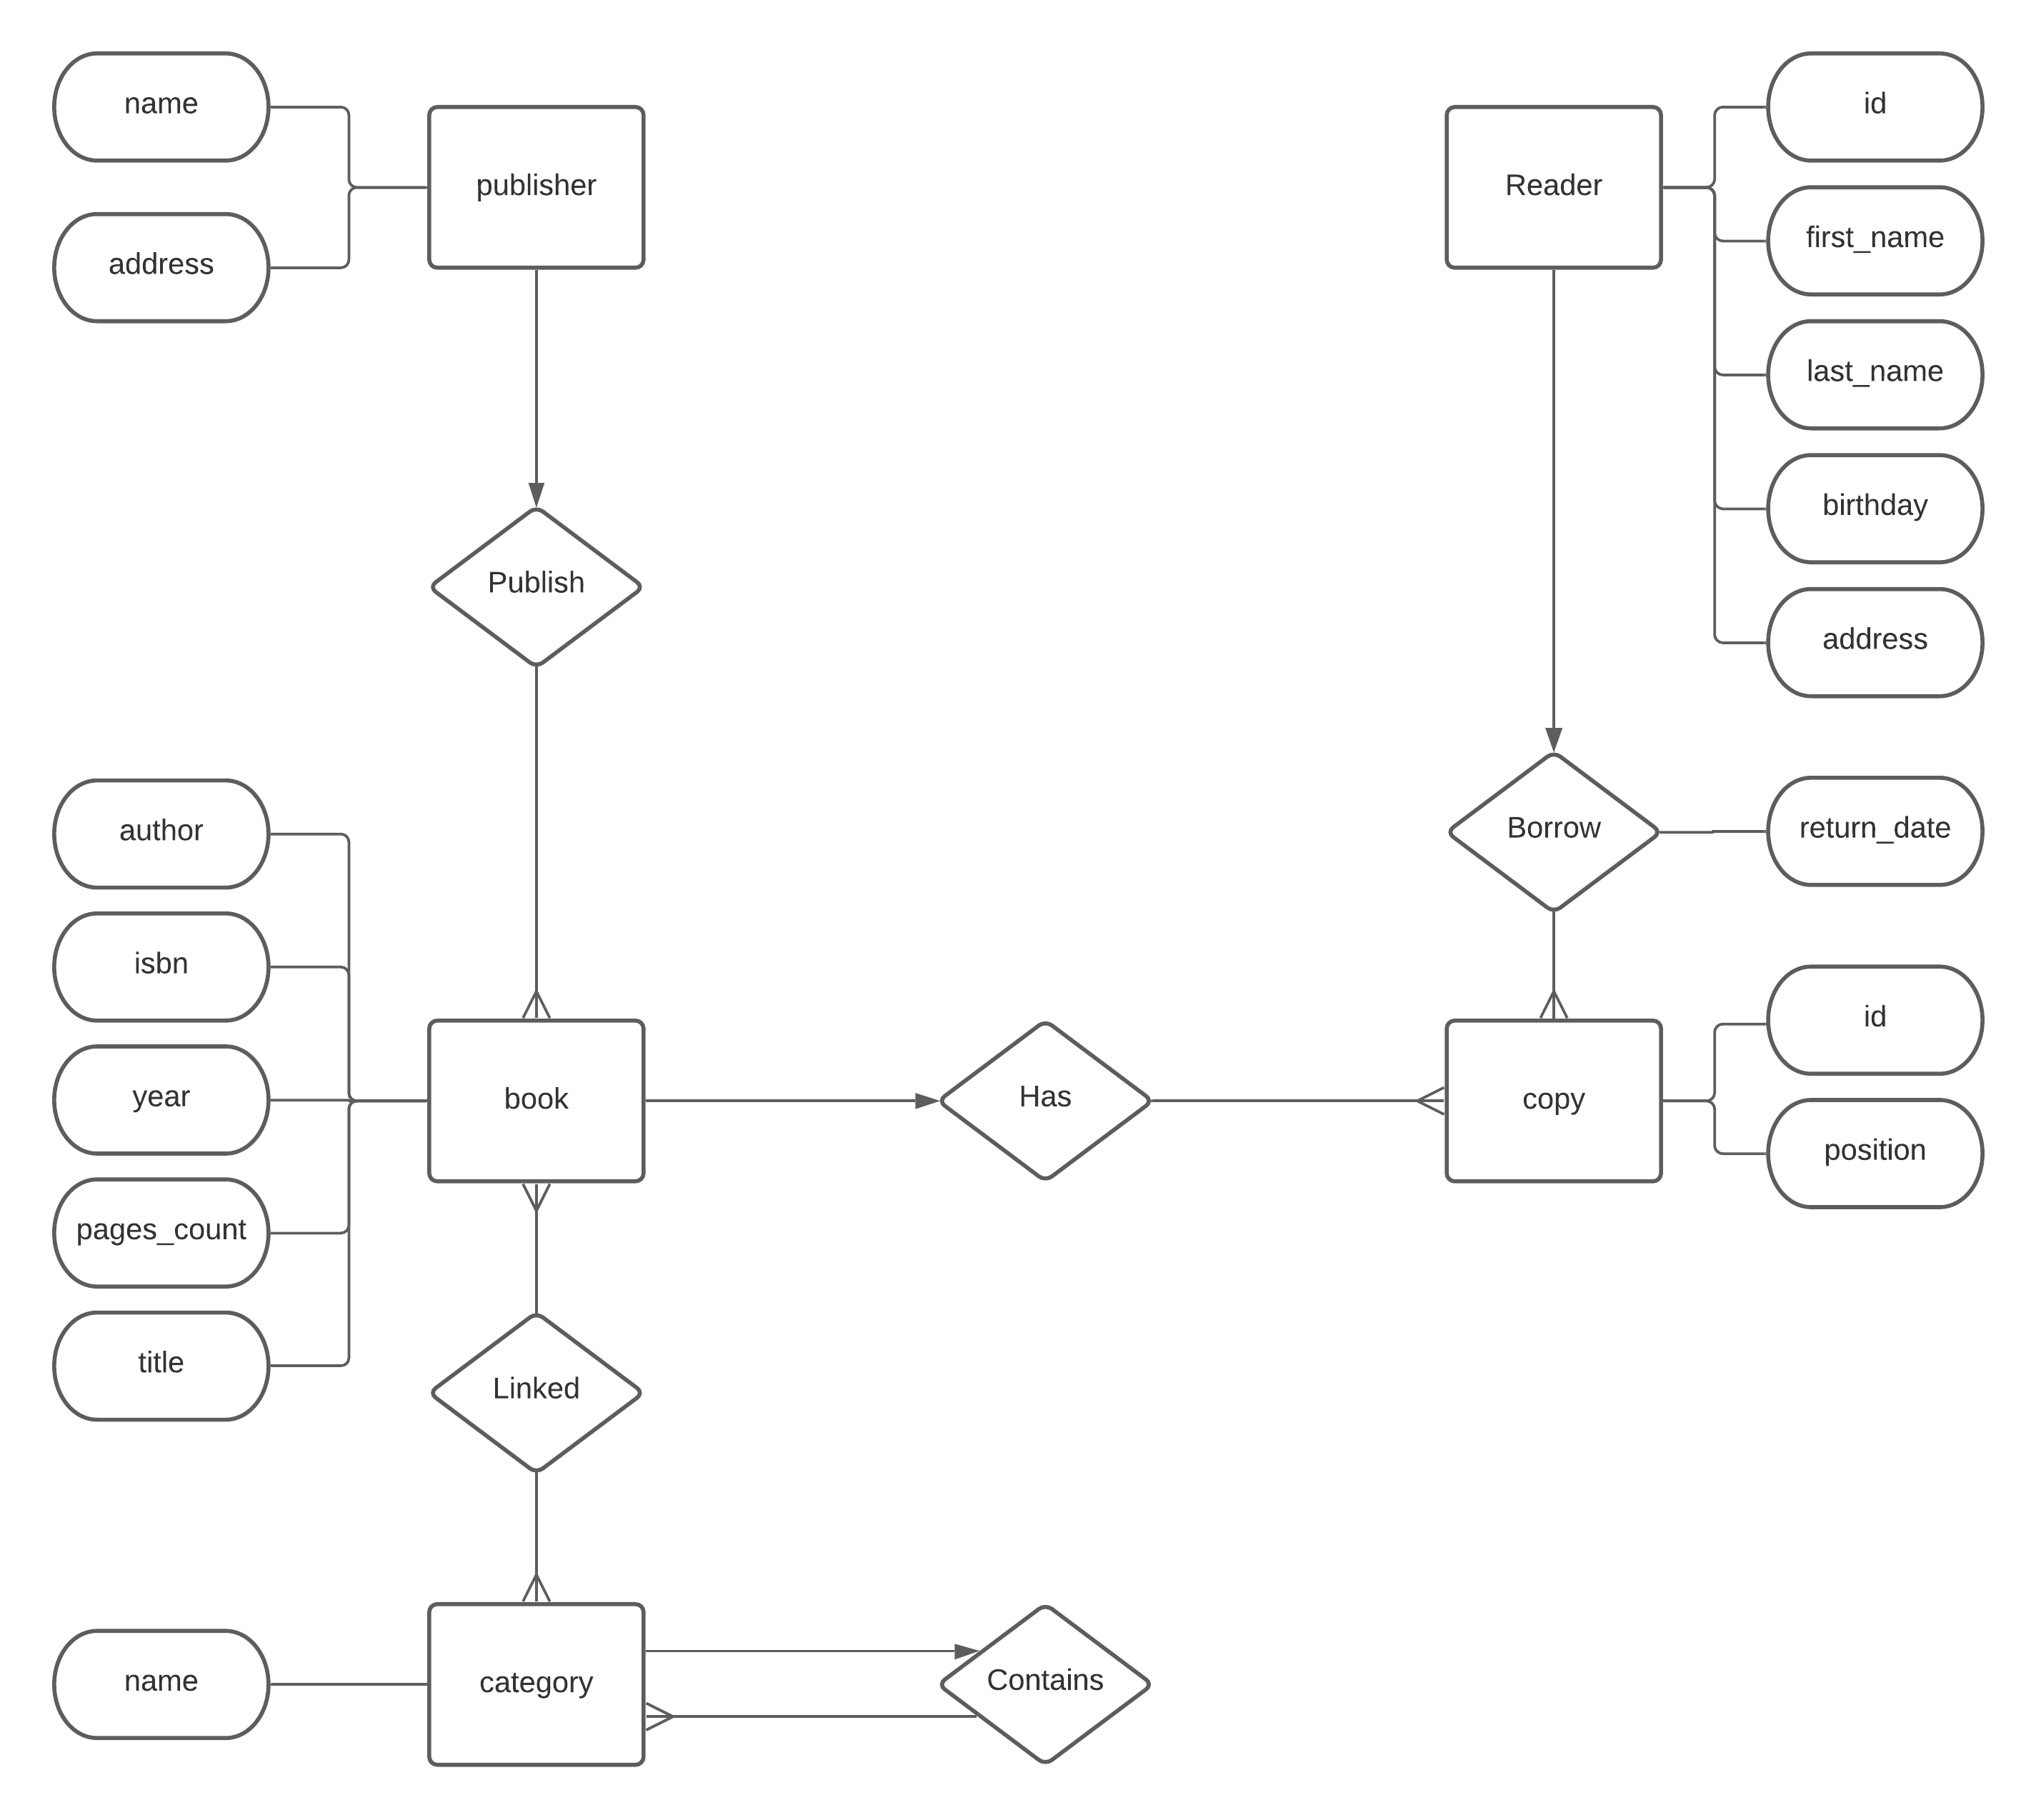 name
publisher
address
Reader
id
first_name
last_name
birthday
address
Publish
Borrow
return_date
author
isbn
year
pages_count
title
book
Has
copy
id
position
Linked
name
category
Contains